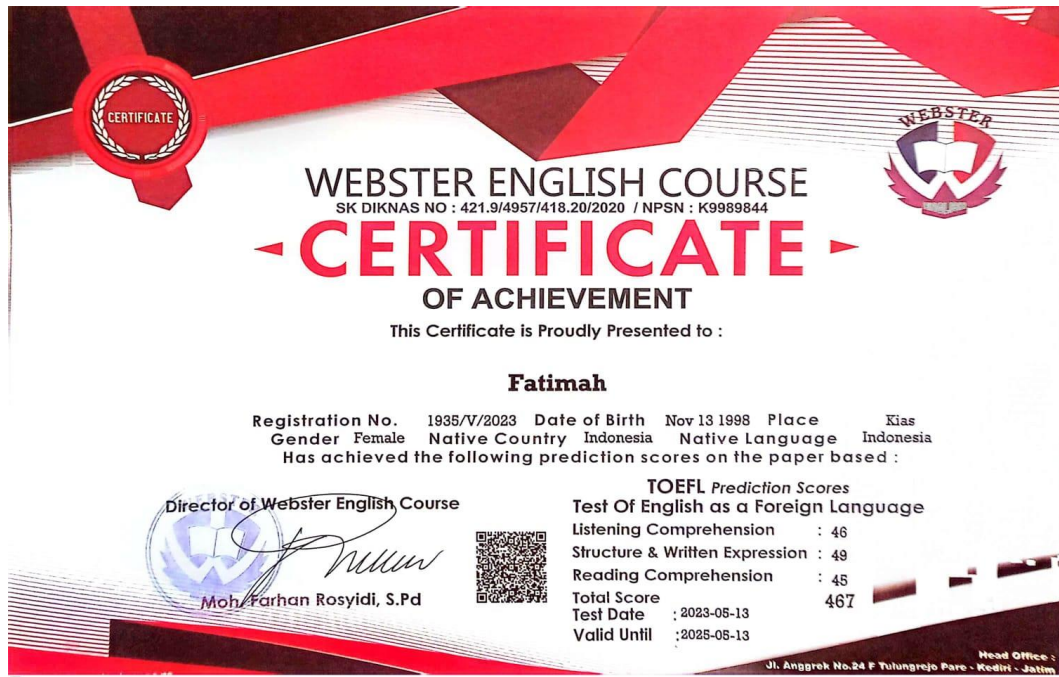 CERTIFICATE
WEBSTER
WEBSTER ENGLISH COURSE
SK DIKNAS NO : 421.9/4957/418.20/2020 / NPSN : K9989844
CERTIFICATE
OF ACHIEVEMENT
This Certificate is Proudly Presented to :
Fatimah
Registration No. 1935/V/2023 Date of Birth Nov 13 1998 Place Kias
Gender Female Native Country Indonesia Native Language Indonesia
Has achieved the following prediction scores on the paper based :
Director of Webster English Course
Moh. Farhan Rosyidi, S.Pd
TOEFL Prediction Scores
Test Of English as a Foreign Language
Listening Comprehension : 46
Structure & Written Expression : 49
Reading Comprehension : 45
Total Score 467
Test Date : 2023-05-13
Valid Until : 2025-05-13
Head Office :
Jl. Anggrek No.24 F Tulungrejo Pare - Kediri - Jatim